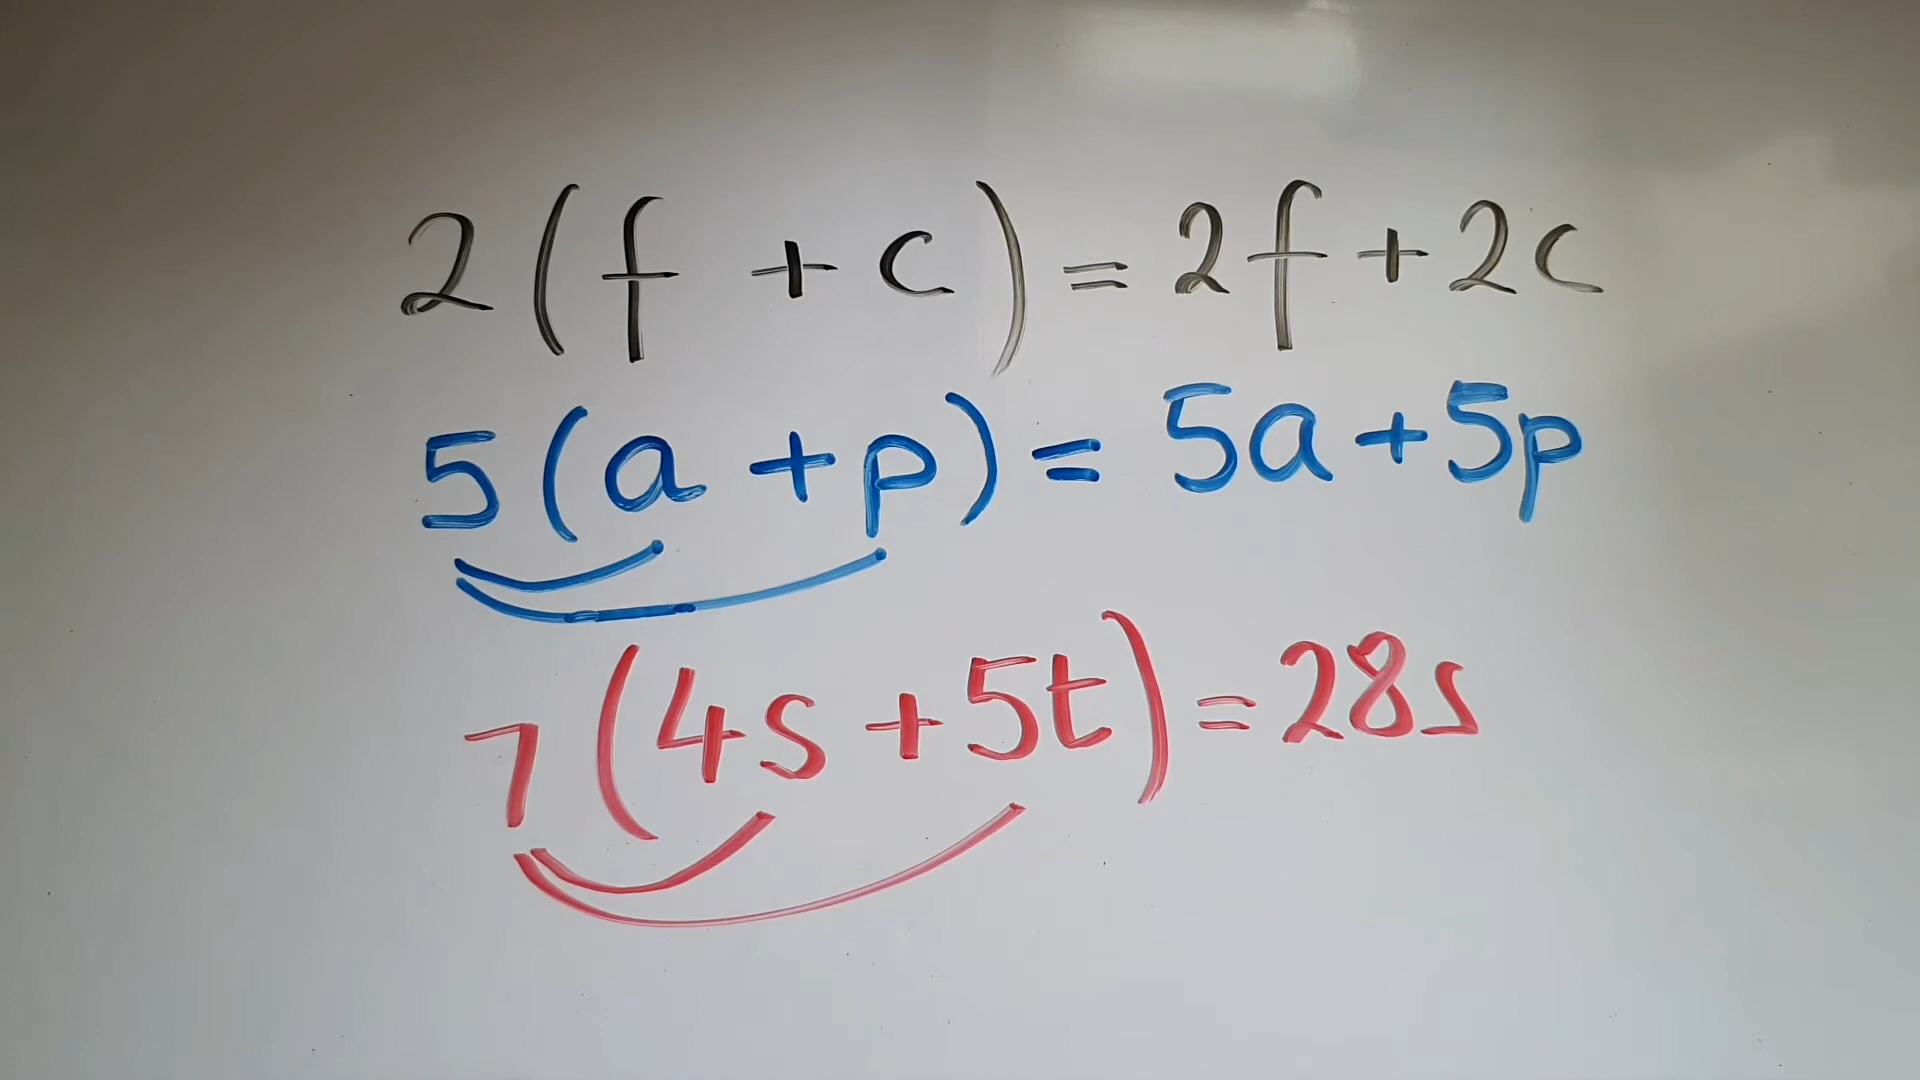 2(f + c) = 2f + 2c
5(a + p) = 5a + 5p
7(4s + 5t) = 28s